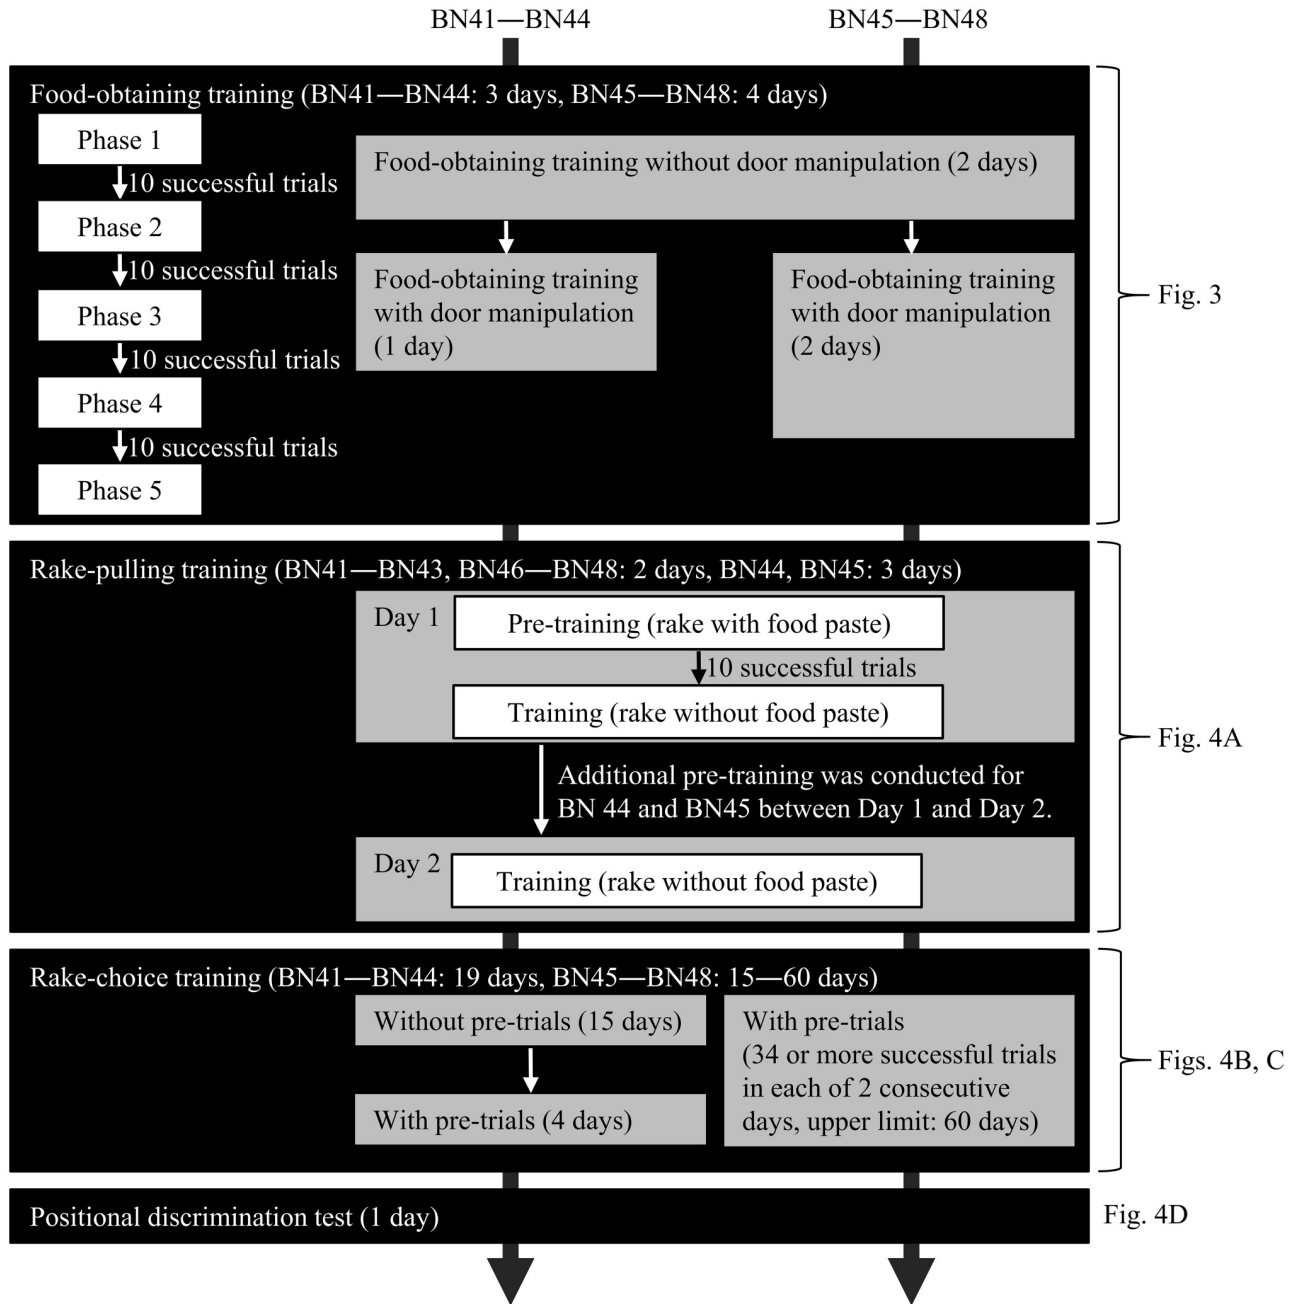 BN41—BN44
BN45—BN48
Food-obtaining training (BN41—BN44: 3 days, BN45—BN48: 4 days)
Phase 1
10 successful trials
Phase 2
10 successful trials
Phase 3
10 successful trials
Phase 4
10 successful trials
Phase 5
Food-obtaining training without door manipulation (2 days)
Food-obtaining training
with door manipulation
(1 day)
Food-obtaining training
with door manipulation
(2 days)
Fig. 3
Rake-pulling training (BN41—BN43, BN46—BN48: 2 days, BN44, BN45: 3 days)
Day 1
Pre-training (rake with food paste)
10 successful trials
Training (rake without food paste)
Additional pre-training was conducted for
BN 44 and BN45 between Day 1 and Day 2.
Day 2
Training (rake without food paste)
Fig. 4A
Rake-choice training (BN41—BN44: 19 days, BN45—BN48: 15—60 days)
Without pre-trials (15 days)
With pre-trials (4 days)
With pre-trials
(34 or more successful trials
in each of 2 consecutive
days, upper limit: 60 days)
Figs. 4B, C
Positional discrimination test (1 day)
Fig. 4D